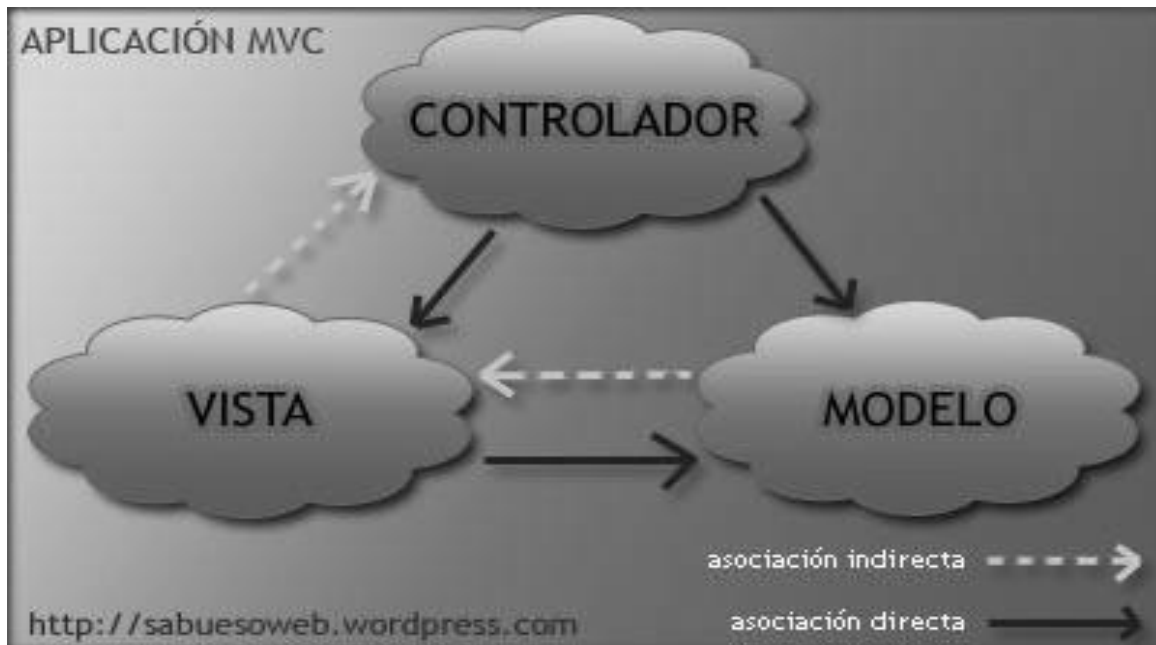 APLICACIÓN MVC
CONTROLADOR
VISTA
MODELO
asociación indirecta
asociación directa
http://sabuesoweb.wordpress.com